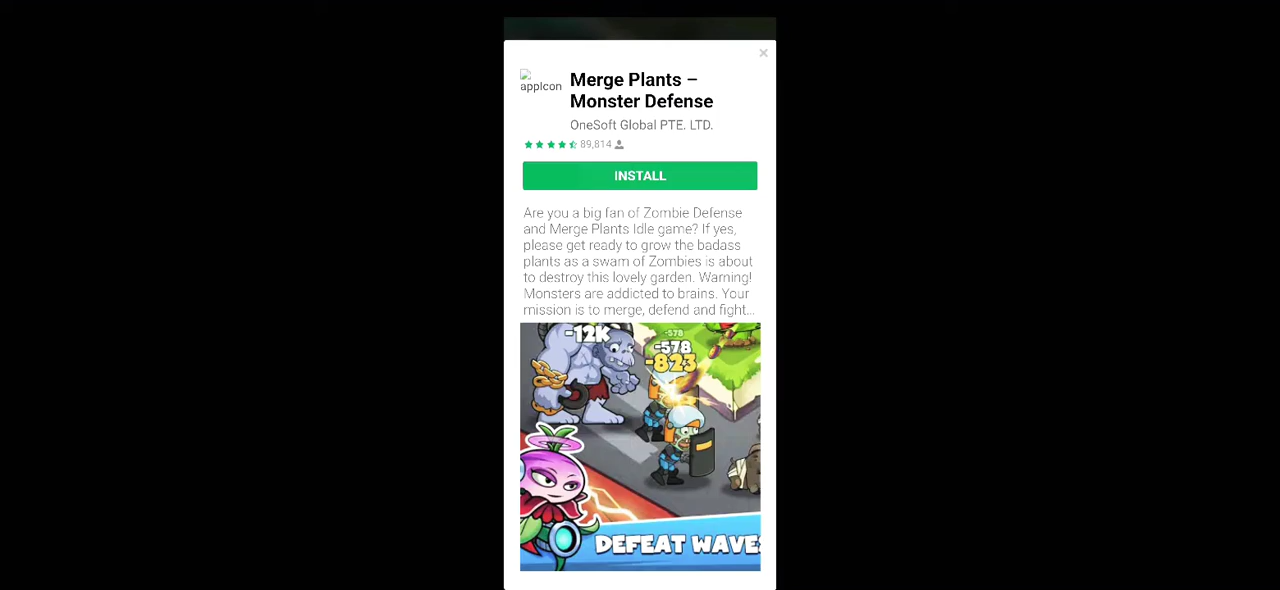 ×
appIcon
Merge Plants –
Monster Defense
OneSoft Global PTE. LTD.
89,814
INSTALL
Are you a big fan of Zombie Defense
and Merge Plants Idle game? If yes,
please get ready to grow the badass
plants as a swam of Zombies is about
to destroy this lovely garden. Warning!
Monsters are addicted to brains. Your
mission is to merge, defend and fight...
-12K
-578
-578
-823
DEFEAT WAVE